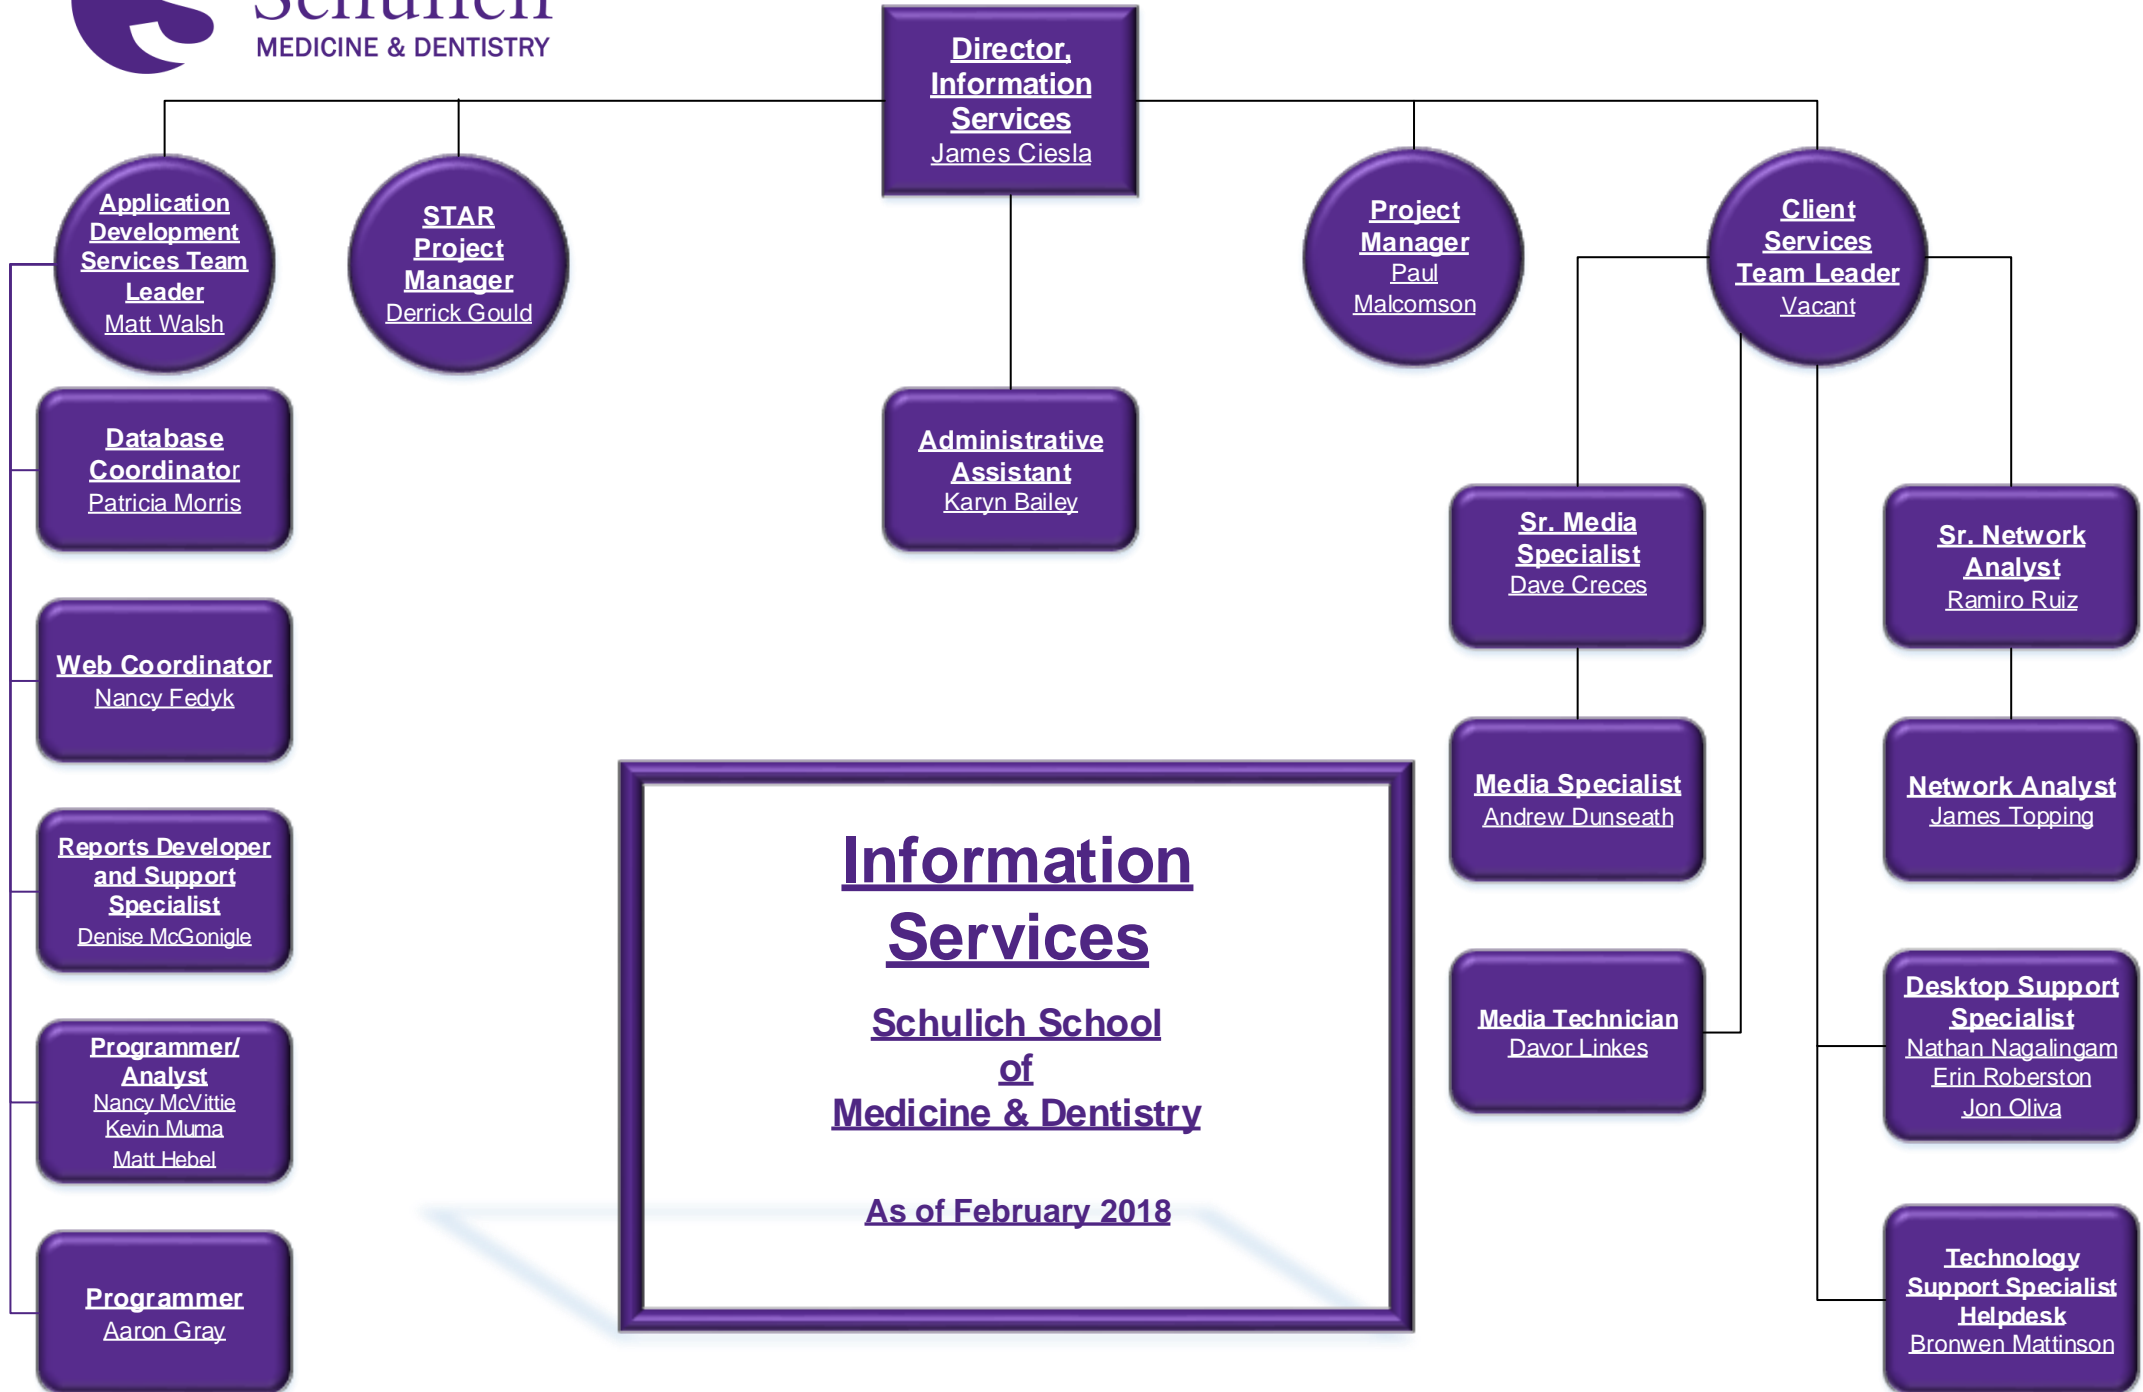 Schulich
MEDICINE & DENTISTRY
Director,
Information
Services
James Ciesla
Application
Development
Services Team
Leader
Matt Walsh
STAR
Project
Manager
Derrick Gould
Project
Manager
Paul
Malcomson
Client
Services
Team Leader
Vacant
Database
Coordinator
Patricia Morris
Administrative
Assistant
Karyn Bailey
Sr. Media
Specialist
Dave Creces
Sr. Network
Analyst
Ramiro Ruiz
Web Coordinator
Nancy Fedyk
Media Specialist
Andrew Dunseath
Network Analyst
James Topping
Reports Developer
and Support
Specialist
Denise McGonigle
Information
Services
Schulich School
of
Medicine & Dentistry
As of February 2018
Media Technician
Davor Linkes
Desktop Support
Specialist
Nathan Nagalingam
Erin Roberston
Jon Oliva
Programmer/
Analyst
Nancy McVittie
Kevin Muma
Matt Hebel
Programmer
Aaron Gray
Technology
Support Specialist
Helpdesk
Bronwen Mattinson